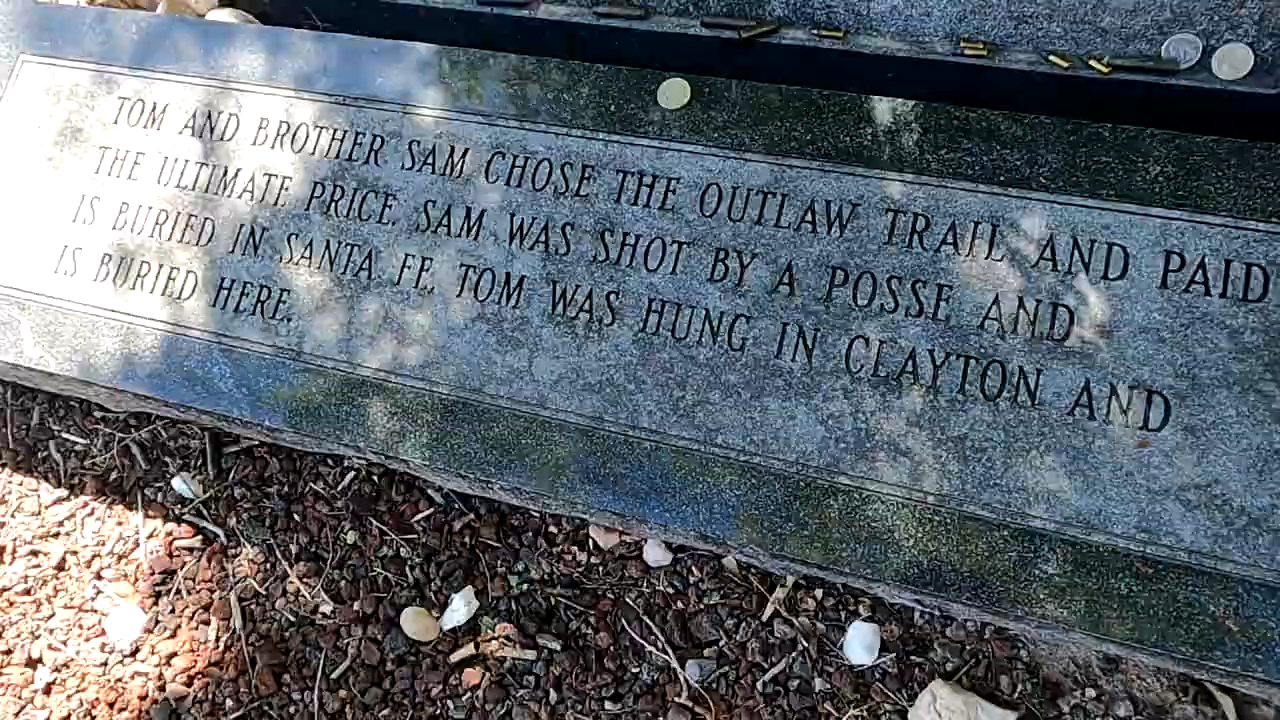 TOM AND BROTHER SAM CHOSE THE OUTLAW TRAIL AND PAID
THE ULTIMATE PRICE. SAM WAS SHOT BY A POSSE AND
IS BURIED IN SANTA FE. TOM WAS HUNG IN CLAYTON AND
IS BURIED HERE.